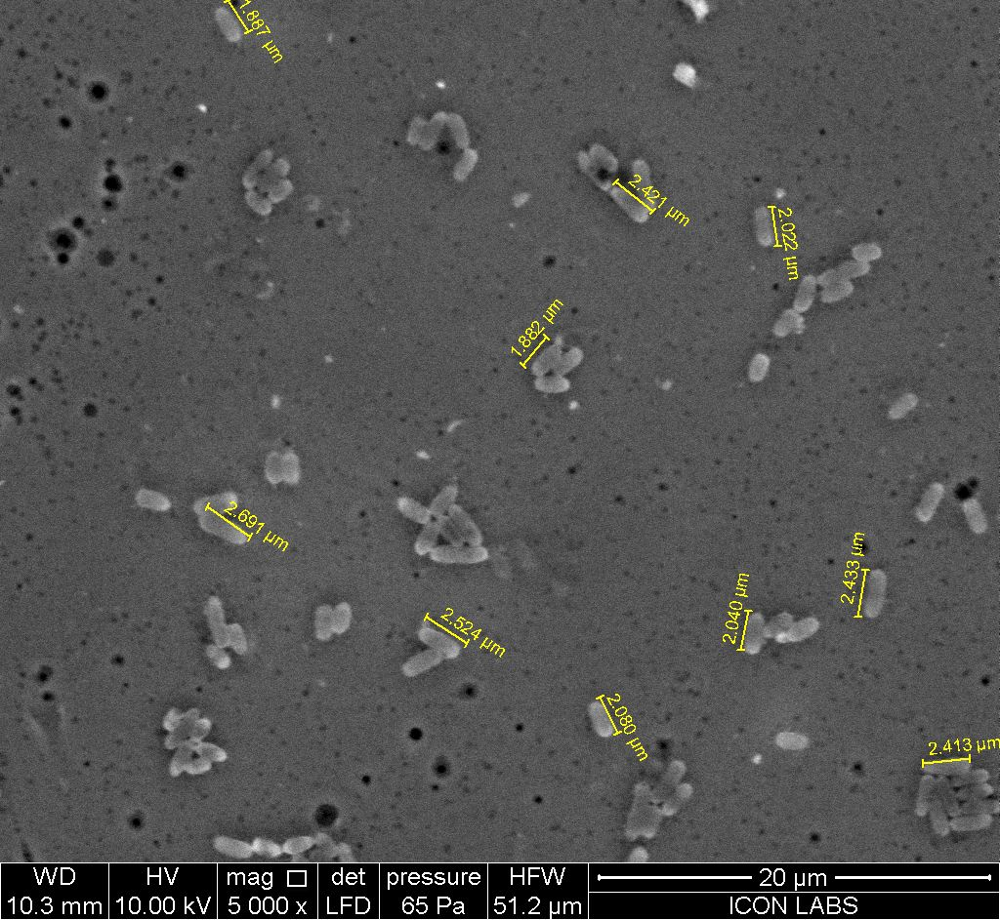 1.887 µm
2.421 µm
2.022 µm
1.882 µm
2.691 µm
2.433 µm
2.040 µm
2.524 µm
2.080 µm
2.413 µm
WD HV mag det pressure HFW 20 µm
10.3 mm 10.00 kV 5 000 x LFD 65 Pa 51.2 µm ICON LABS